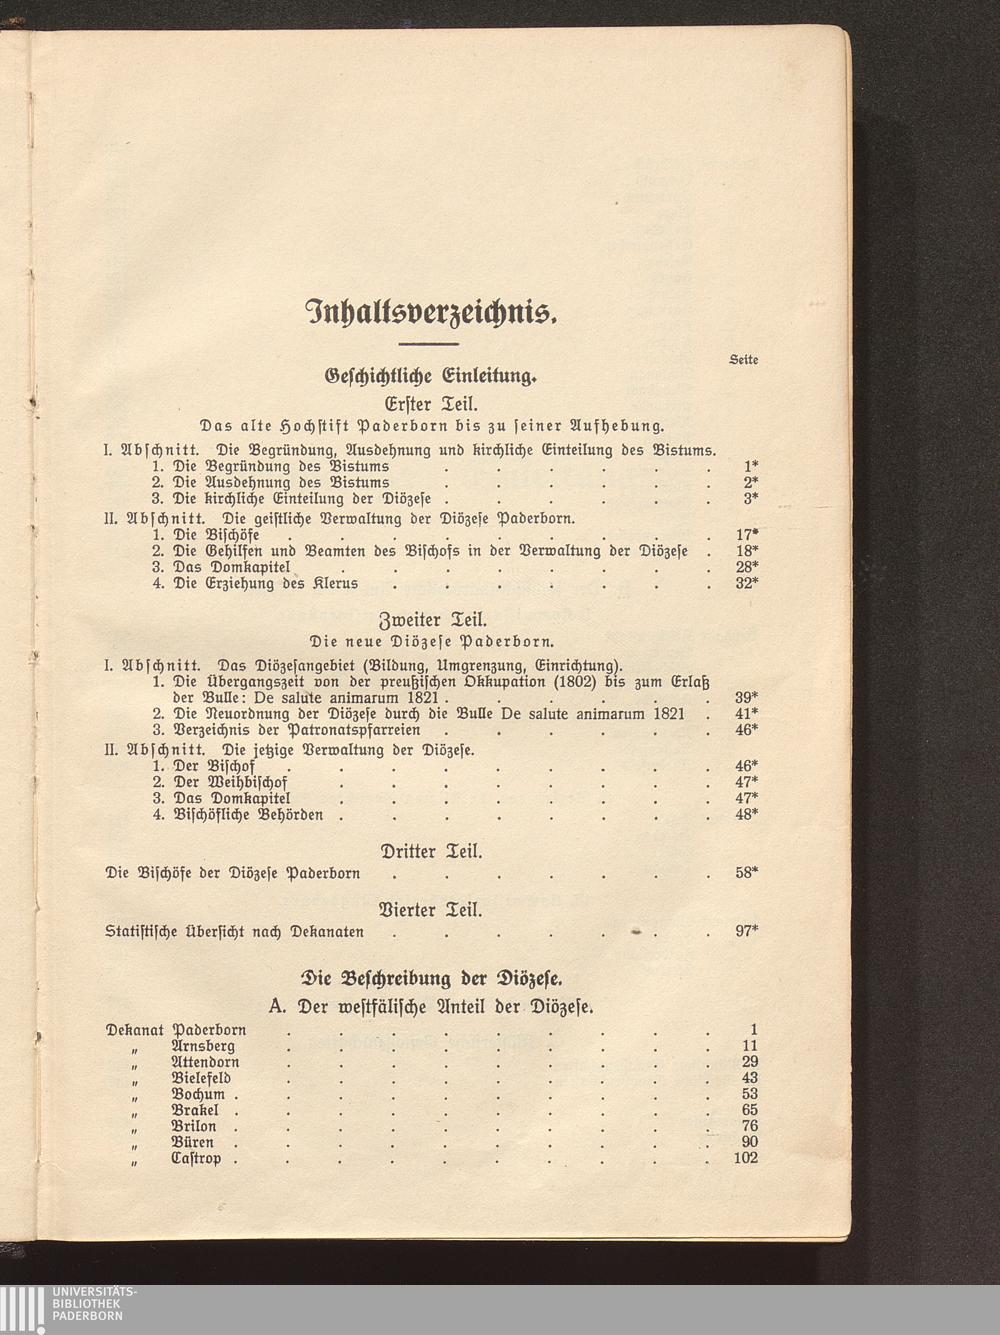 Inhaltsverzeichnis.
Seite
Geschichtliche Einleitung.
Erster Teil.
Das alte Hochstift Paderborn bis zu seiner Aufhebung.
I. Abschnitt. Die Begründung, Ausdehnung und kirchliche Einteilung des Bistums.
1. Die Begründung des Bistums . . . . . . 1*
2. Die Ausdehnung des Bistums . . . . . . 2*
3. Die kirchliche Einteilung der Diözese . . . . . . 3*
II. Abschnitt. Die geistliche Verwaltung der Diözese Paderborn.
1. Die Bischöfe . . . . . . . . . 17*
2. Die Gehilfen und Beamten des Bischofs in der Verwaltung der Diözese . 18*
3. Das Domkapitel . . . . . . . . 28*
4. Die Erziehung des Klerus . . . . . . . 32*
Zweiter Teil.
Die neue Diözese Paderborn.
I. Abschnitt. Das Diözesangebiet (Bildung, Umgrenzung, Einrichtung).
1. Die Übergangszeit von der preußischen Okkupation (1802) bis zum Erlaß
der Bulle: De salute animarum 1821 . . . . . . 39*
2. Die Neuordnung der Diözese durch die Bulle De salute animarum 1821 . 41*
3. Verzeichnis der Patronatspfarreien . . . . . . 46*
II. Abschnitt. Die jetzige Verwaltung der Diözese.
1. Der Bischof . . . . . . . . . 46*
2. Der Weihbischof . . . . . . . . 47*
3. Das Domkapitel . . . . . . . . 47*
4. Bischöfliche Behörden . . . . . . . . 48*
Dritter Teil.
Die Bischöfe der Diözese Paderborn . . . . . . . 58*
Vierter Teil.
Statistische Übersicht nach Dekanaten . . . . . . . 97*
Die Beschreibung der Diözese.
A. Der westfälische Anteil der Diözese.
Dekanat Paderborn . . . . . . . . . 1
„ Arnsberg . . . . . . . . . 11
„ Attendorn . . . . . . . . . 29
„ Bielefeld . . . . . . . . . 43
„ Bochum . . . . . . . . . . 53
„ Brakel . . . . . . . . . . 65
„ Brilon . . . . . . . . . . 76
„ Büren . . . . . . . . . . 90
„ Castrop . . . . . . . . . . 102
UNIVERSITÄTS-
BIBLIOTHEK
PADERBORN